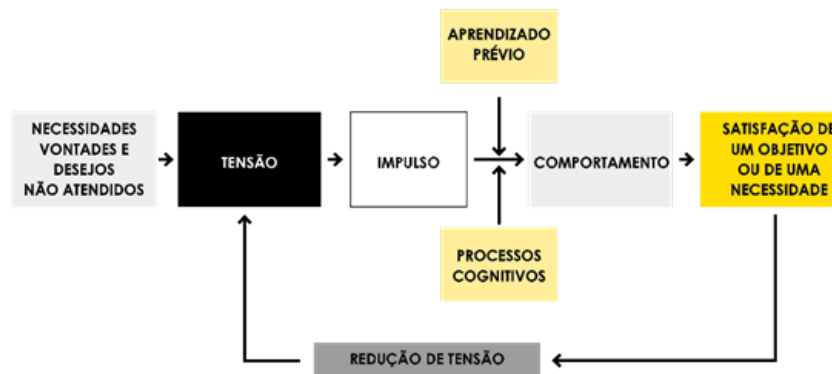 APRENDIZADO
PRÉVIO
NECESSIDADES
VONTADES E
DESEJOS
NÃO ATENDIDOS
TENSÃO
IMPULSO
COMPORTAMENTO
SATISFAÇÃO DE
UM OBJETIVO
OU DE UMA
NECESSIDADE
PROCESSOS
COGNITIVOS
REDUÇÃO DE TENSÃO